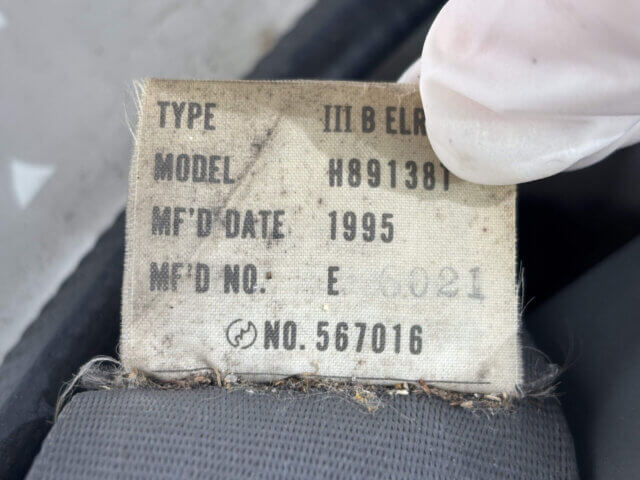 TYPE III B ELR
MODEL H891381
MF'D DATE 1995
MF'D NO. E 6021
NO. 567016